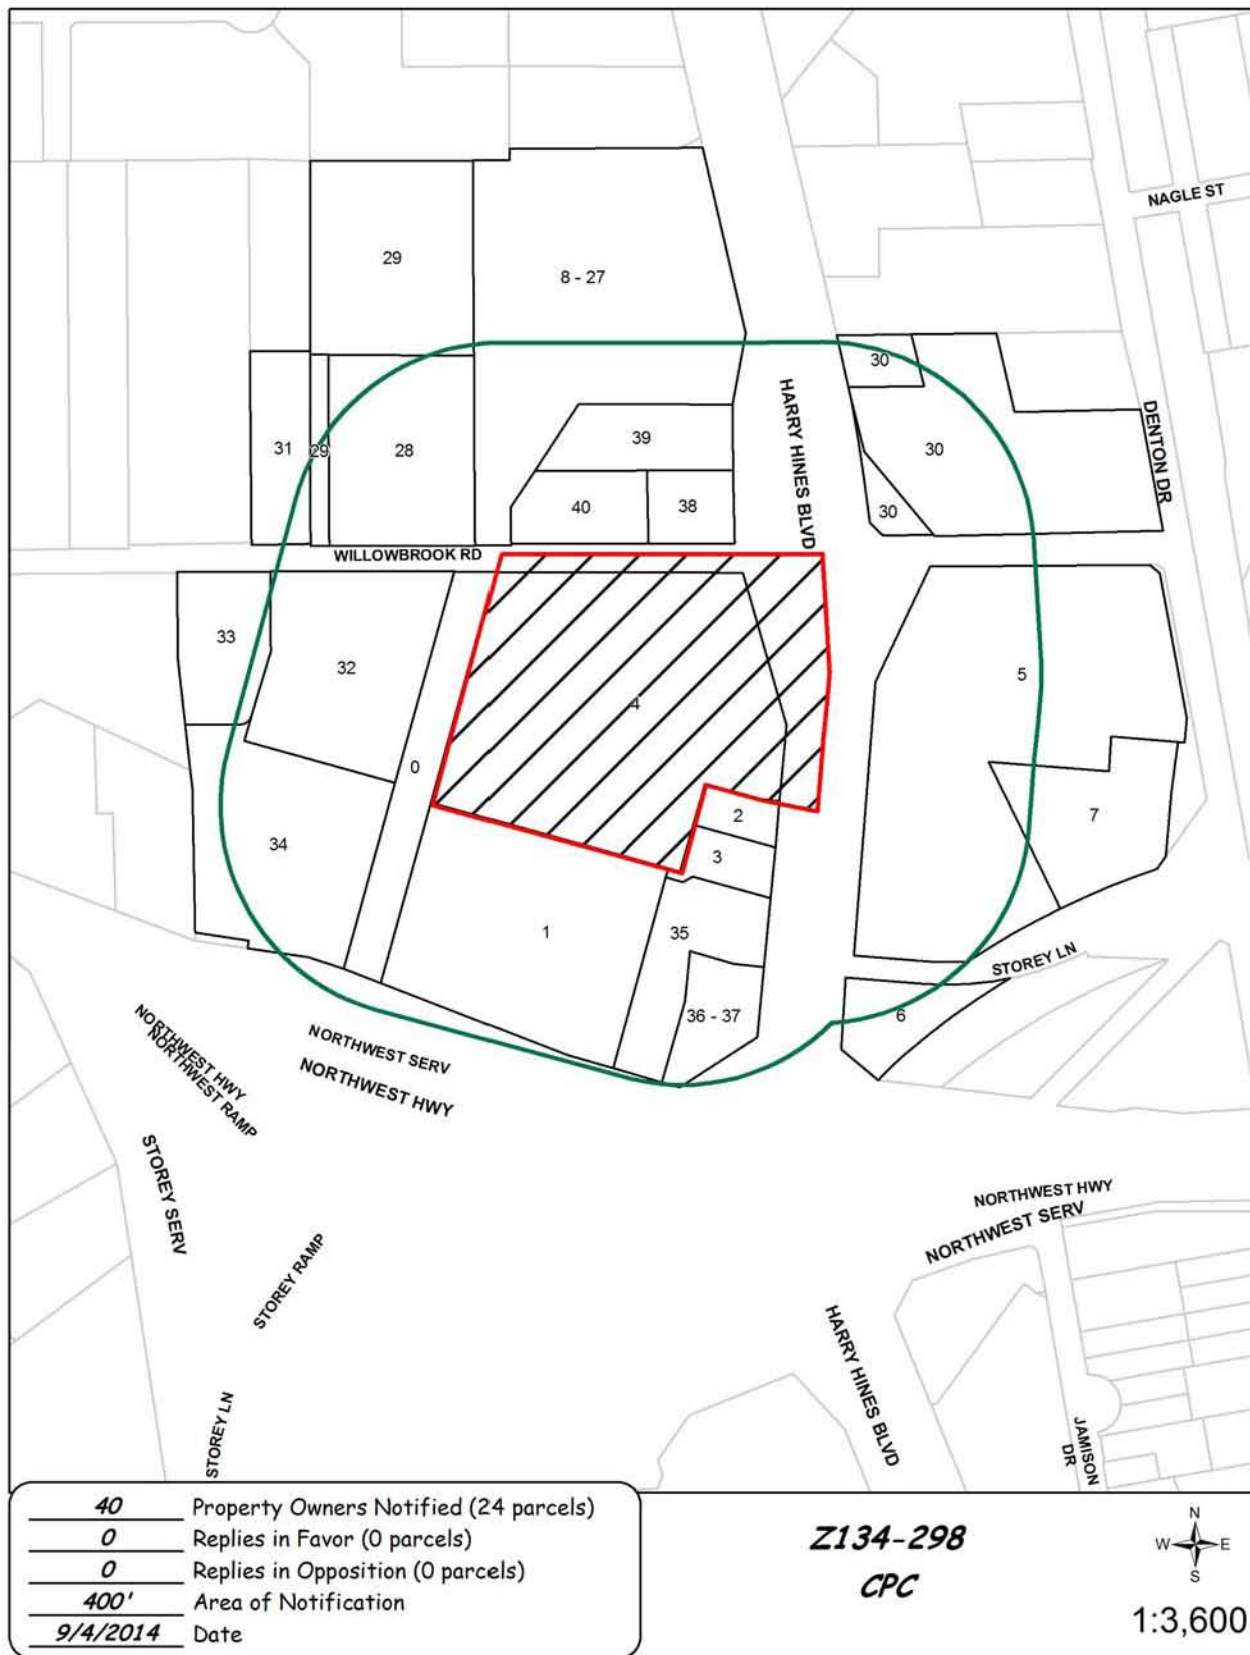 NAGLE ST
29
8 - 27
30
HARRY HINES BLVD
DENTON DR
39
31
29
28
30
40
38
30
WILLOWBROOK RD
33
32
5
4
0
2
7
3
34
1
35
STOREY LN
36 - 37
6
NORTHWEST HWY
NORTHWEST RAMP
NORTHWEST SERV
NORTHWEST HWY
STOREY SERV
NORTHWEST HWY
NORTHWEST SERV
STOREY RAMP
HARRY HINES BLVD
STOREY LN
JAMISON
DR
40 Property Owners Notified (24 parcels)
0 Replies in Favor (0 parcels)
0 Replies in Opposition (0 parcels)
400' Area of Notification
9/4/2014 Date
Z134-298
CPC
N
W E
S
1:3,600